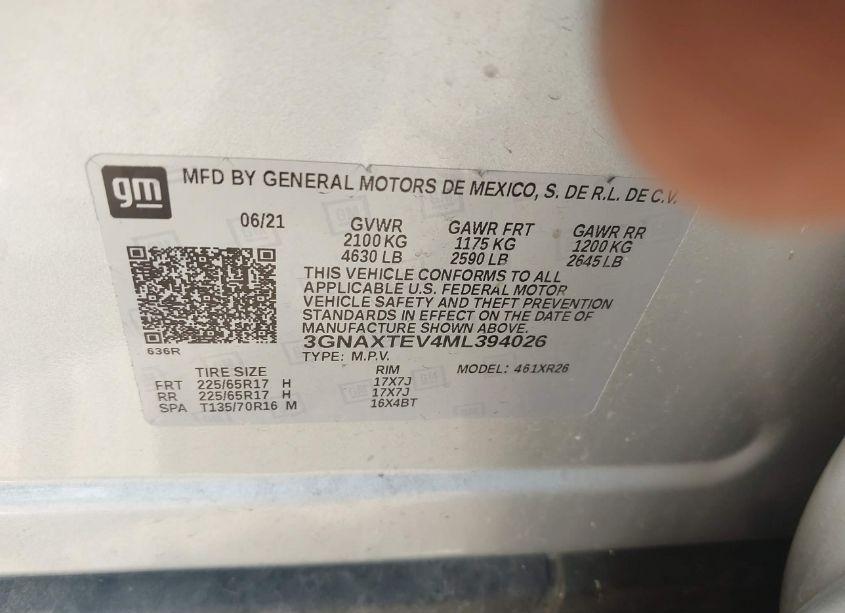 gm
MFD BY GENERAL MOTORS DE MEXICO, S. DE R.L. DE C.V.
06/21 GVWR GAWR FRT GAWR RR
2100 KG 1175 KG 1200 KG
4630 LB 2590 LB 2645 LB
THIS VEHICLE CONFORMS TO ALL
APPLICABLE U.S. FEDERAL MOTOR
VEHICLE SAFETY AND THEFT PREVENTION
STANDARDS IN EFFECT ON THE DATE OF
MANUFACTURE SHOWN ABOVE.
3GNAXTEV4ML394026
636R
TYPE: M.P.V.
TIRE SIZE RIM MODEL: 461XR26
FRT 225/65R17 H 17X7J
RR 225/65R17 H 17X7J
SPA T135/70R16 M 16X4BT